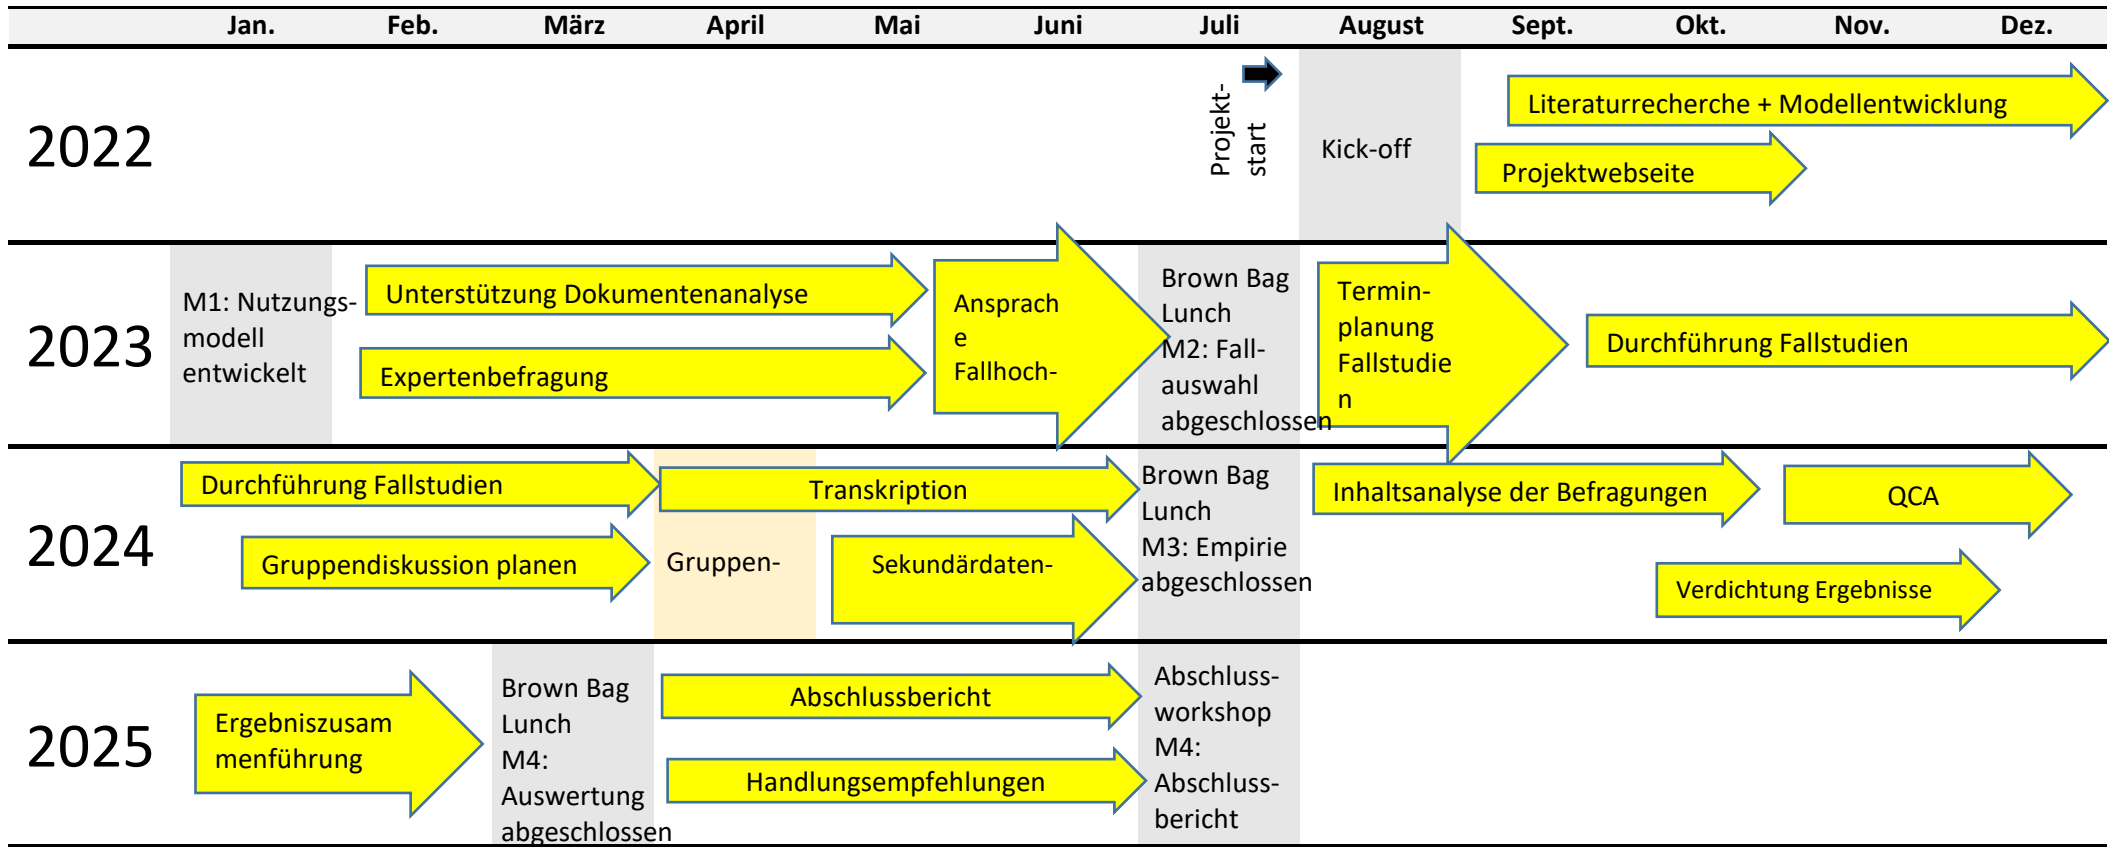 Jan. Feb. März April Mai Juni Juli August Sept. Okt. Nov. Dez.
2022
Projekt-
start
Kick-off
Literaturrecherche + Modellentwicklung
Projektwebseite
2023
M1: Nutzungs-
modell
entwickelt
Unterstützung Dokumentenanalyse
Expertenbefragung
Ansprach
e
Fallhoch-
Brown Bag
Lunch
M2: Fall-
auswahl
abgeschlossen
Termin-
planung
Fallstudie
n
Durchführung Fallstudien
2024
Durchführung Fallstudien
Gruppendiskussion planen
Transkription
Gruppen-
Sekundärdaten-
Brown Bag
Lunch
M3: Empirie
abgeschlossen
Inhaltsanalyse der Befragungen
QCA
Verdichtung Ergebnisse
2025
Ergebniszusam
menführung
Brown Bag
Lunch
M4:
Auswertung
abgeschlossen
Abschlussbericht
Handlungsempfehlungen
Abschluss-
workshop
M4:
Abschluss-
bericht